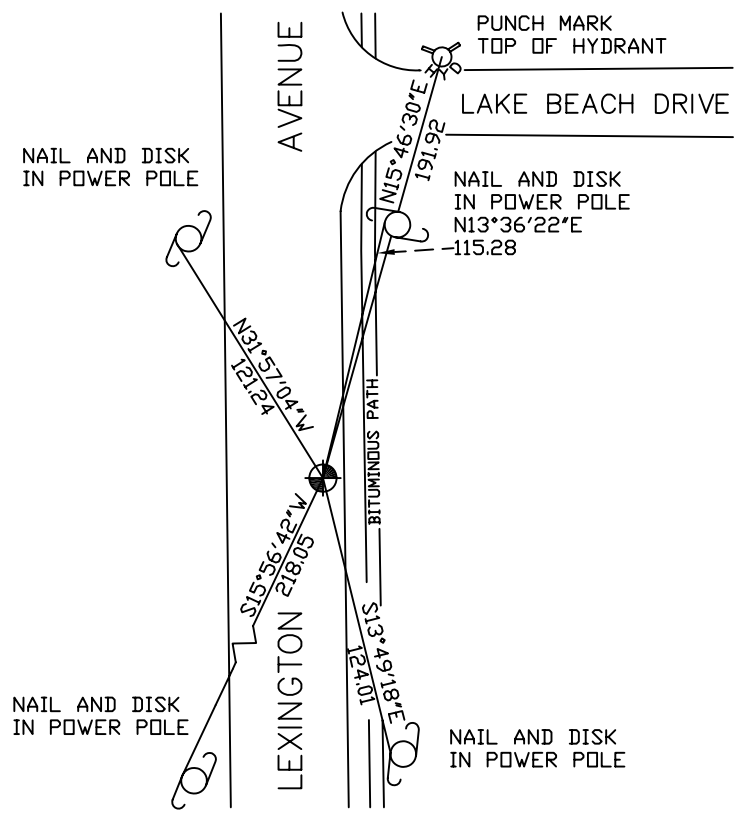 PUNCH MARK
TOP OF HYDRANT
AVENUE
HYD
LAKE BEACH DRIVE
N15°46'30"E
191.92
NAIL AND DISK
IN POWER POLE
NAIL AND DISK
IN POWER POLE
N13°36'22"E
115.28
N31°57'04"W
121.24
BITUMINOUS PATH
S15°56'42"W
218.05
S13°49'18"E
124.01
LEXINGTON
NAIL AND DISK
IN POWER POLE
NAIL AND DISK
IN POWER POLE